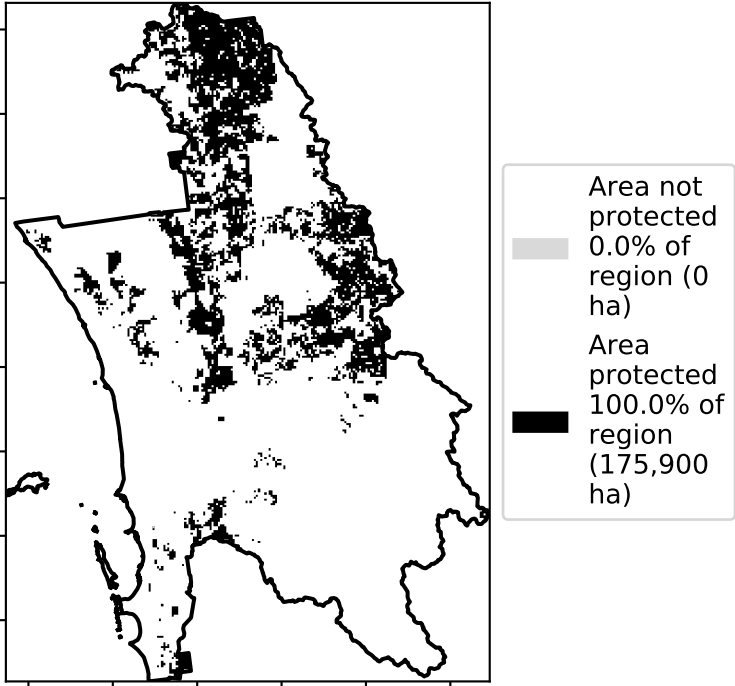 Area not
protected
0.0% of
region (0
ha)
Area
protected
100.0% of
region
(175,900
ha)